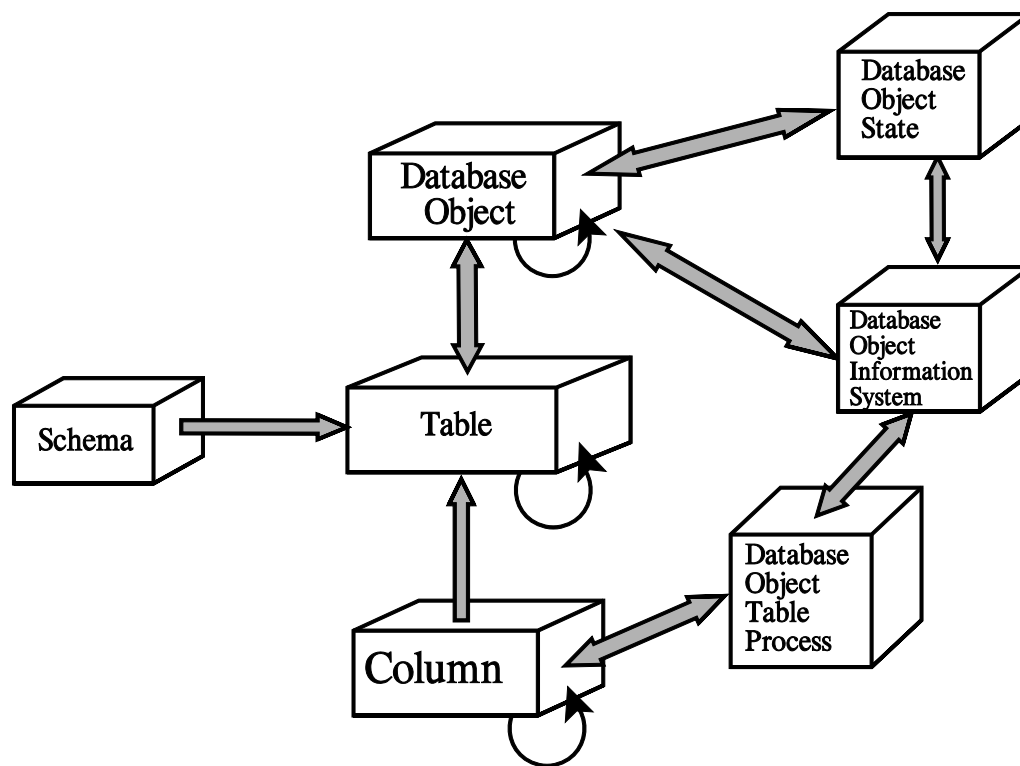 Database
Object
State
Database
Object
Database
Object
Information
System
Schema
Table
Database
Object
Table
Process
Column